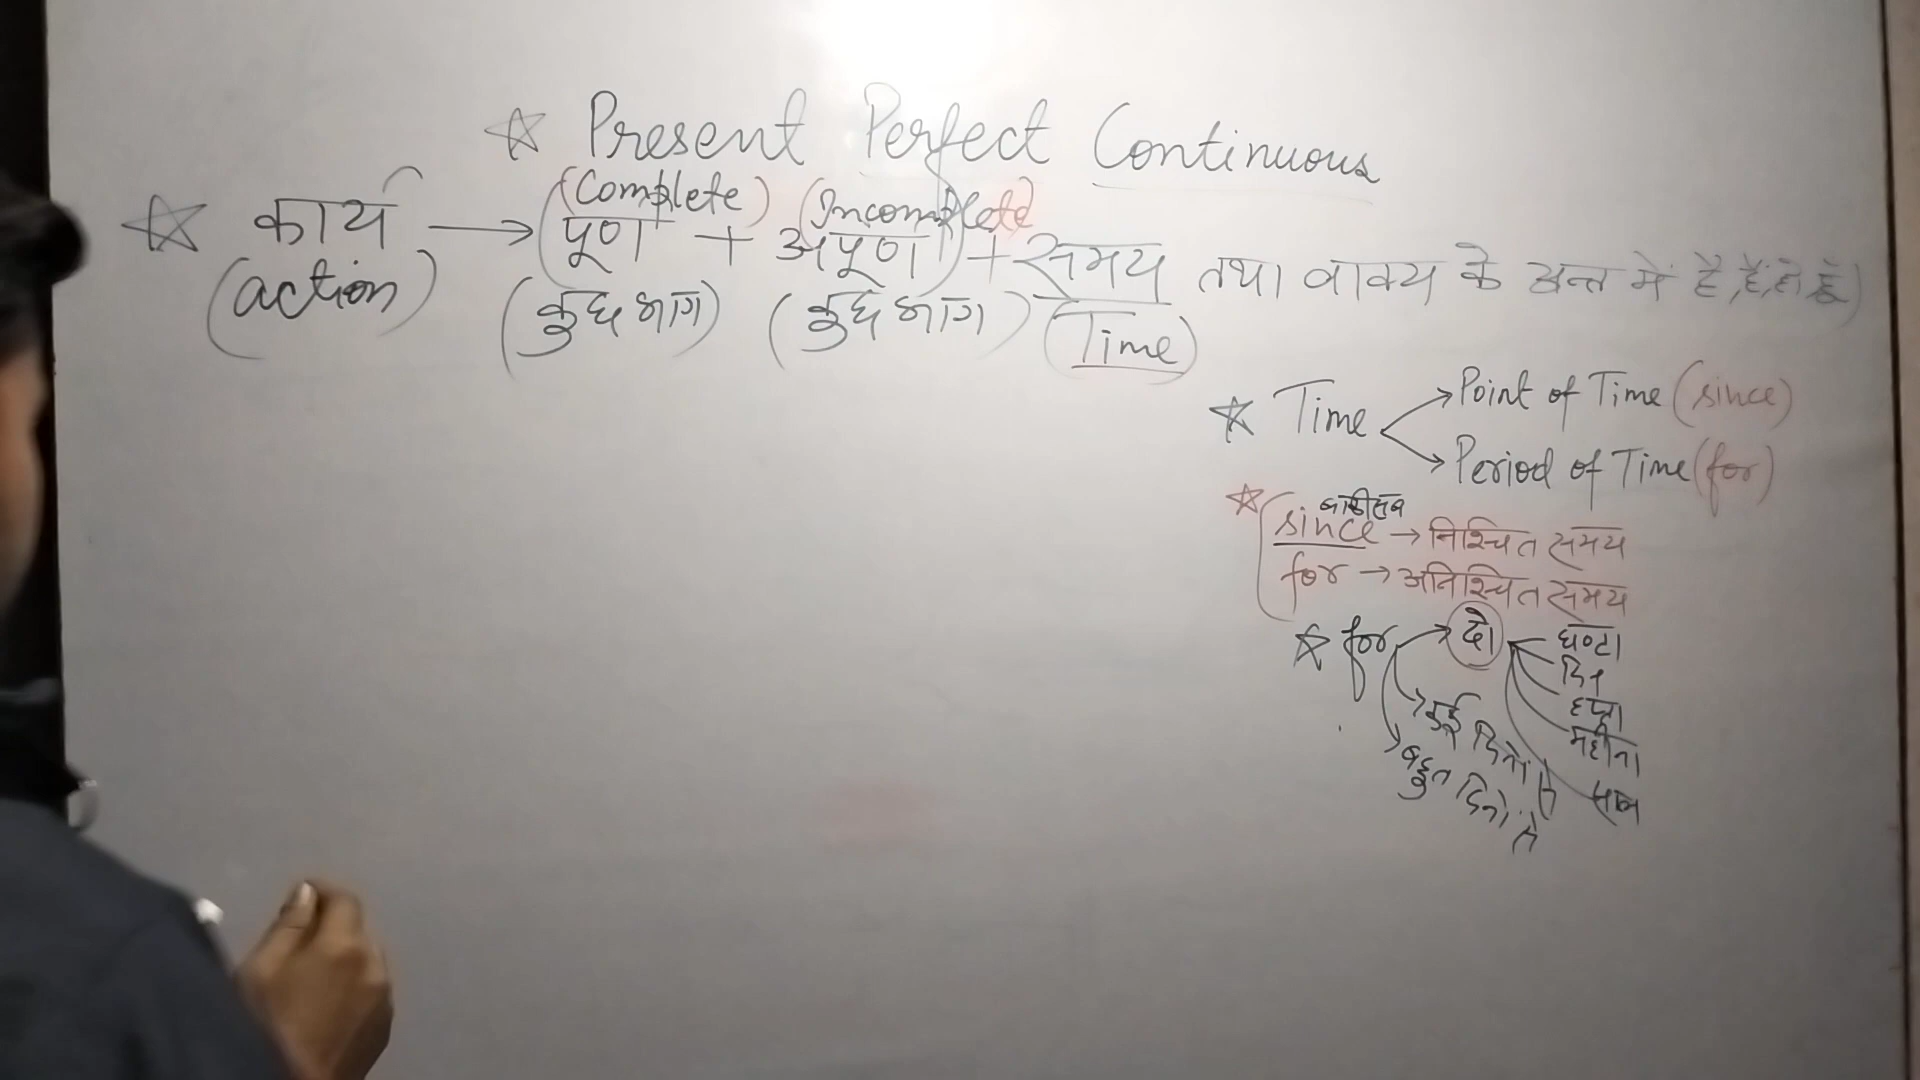 ☆ Present Perfect Continuous
(Complete) (Incomplete)
☆ कार्य → पूर्ण + अपूर्ण + समय तथा वाक्य के अन्त में है, हैं, हो, हूँ)
(action) (कुछ भाग) (कुछ भाग) (Time)
☆ Time → Point of Time (since)
→ Period of Time (for)
☆ since → निश्चित समय
for → अनिश्चित समय
☆ for → दो घण्टा
दिन
हप्ता
महीना
साल
कई दिनों से
बहुत दिनों से